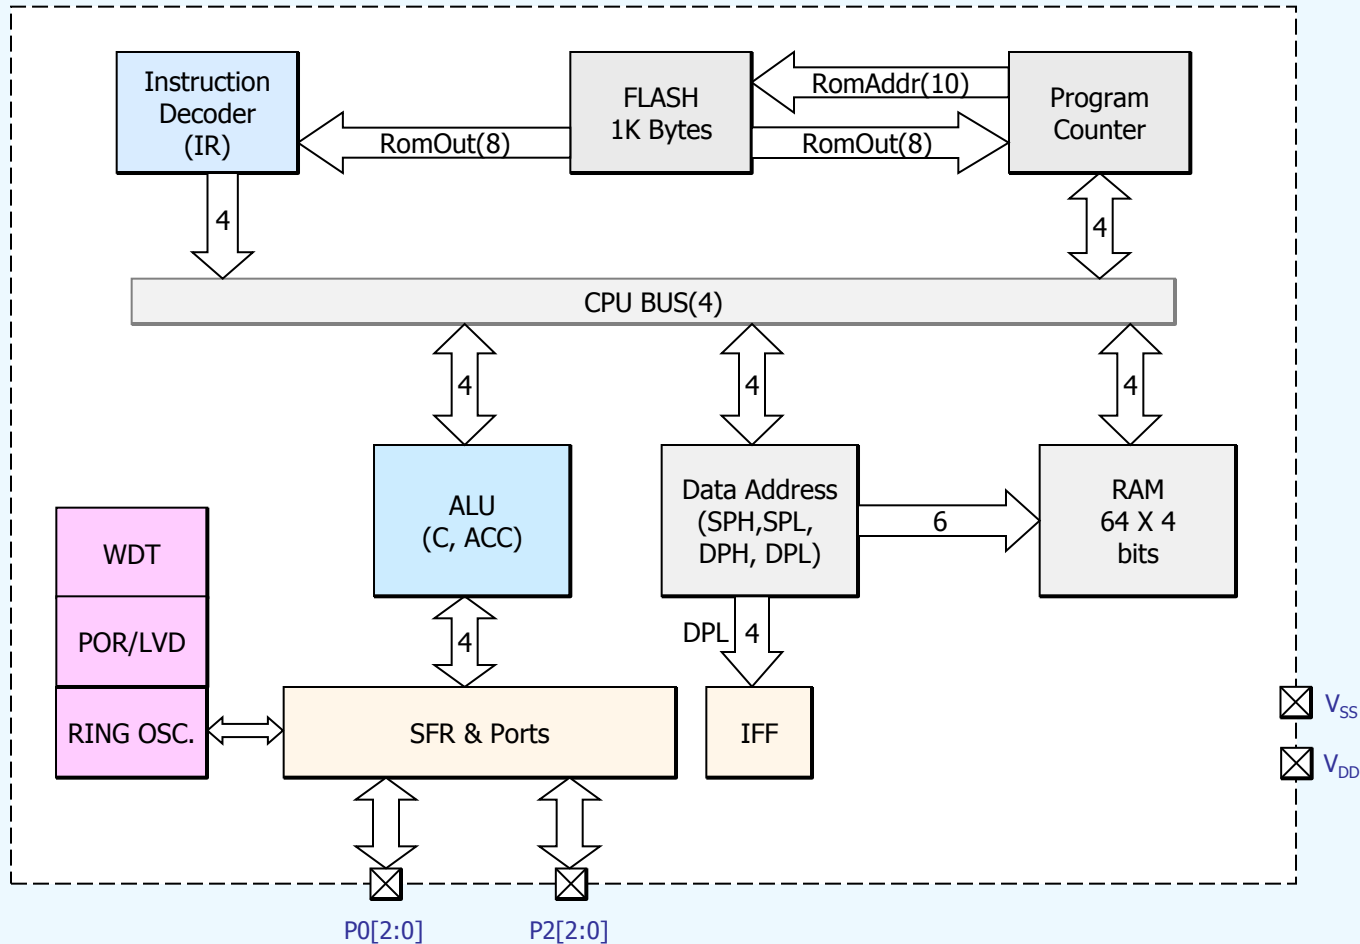 Instruction
Decoder
(IR)
RomOut(8)
FLASH
1K Bytes
RomAddr(10)
RomOut(8)
Program
Counter
4
4
CPU BUS(4)
4
4
4
ALU
(C, ACC)
Data Address
(SPH,SPL,
DPH, DPL)
6
RAM
64 X 4
bits
WDT
POR/LVD
RING OSC.
4
DPL 4
SFR & Ports
IFF
VSS
VDD
P0[2:0]
P2[2:0]